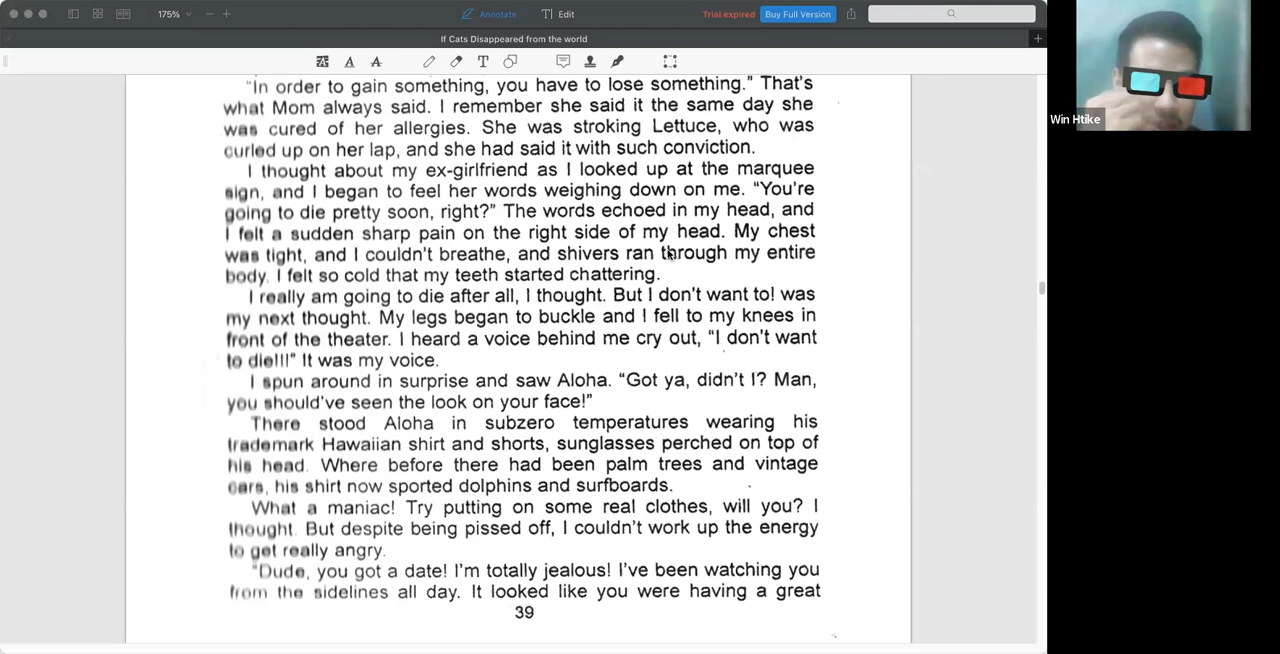 175%
Annotate
Edit
Trial expired
Buy Full Version
If Cats Disappeared from the world
"In order to gain something, you have to lose something." That's
what Mom always said. I remember she said it the same day she
was cured of her allergies. She was stroking Lettuce, who was
curled up on her lap, and she had said it with such conviction.
I thought about my ex-girlfriend as I looked up at the marquee
sign, and I began to feel her words weighing down on me. "You're
going to die pretty soon, right?" The words echoed in my head, and
I felt a sudden sharp pain on the right side of my head. My chest
was tight, and I couldn't breathe, and shivers ran through my entire
body. I felt so cold that my teeth started chattering.
I really am going to die after all, I thought. But I don't want to! was
my next thought. My legs began to buckle and I fell to my knees in
front of the theater. I heard a voice behind me cry out, "I don't want
to die!!!" It was my voice.
I spun around in surprise and saw Aloha. "Got ya, didn't I? Man,
you should've seen the look on your face!"
There stood Aloha in subzero temperatures wearing his
trademark Hawaiian shirt and shorts, sunglasses perched on top of
his head. Where before there had been palm trees and vintage
cars, his shirt now sported dolphins and surfboards.
What a maniac! Try putting on some real clothes, will you? I
thought. But despite being pissed off, I couldn't work up the energy
to get really angry.
"Dude, you got a date! I'm totally jealous! I've been watching you
from the sidelines all day. It looked like you were having a great
39
Win Htike